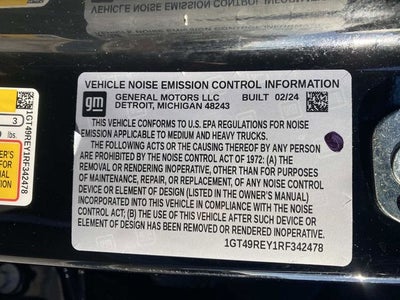 VEHICLE NOISE EMISSION CONTROL INFORMATION
gm
GENERAL MOTORS LLC BUILT 02/24
DETROIT, MICHIGAN 48243
THIS VEHICLE CONFORMS TO U.S. EPA REGULATIONS FOR NOISE
EMISSION APPLICABLE TO MEDIUM AND HEAVY TRUCKS.
THE FOLLOWING ACTS OR THE CAUSING THEREOF BY ANY PERSON
ARE PROHIBITED BY THE NOISE CONTROL ACT OF 1972: (A) THE
REMOVAL OR RENDERING INOPERATIVE, OTHER THAN FOR PURPOSES
OF MAINTENANCE, REPAIR, OR REPLACEMENT, OF ANY NOISE CONTROL
DEVICE OR ELEMENT OF DESIGN (LISTED IN THE OWNER'S MANUAL)
INCORPORATED INTO THIS VEHICLE IN COMPLIANCE WITH THE NOISE
CONTROL ACT; (B) THE USE OF THIS VEHICLE AFTER SUCH DEVICE OR
ELEMENT OF DESIGN HAS BEEN REMOVED OR RENDERED INOPERATIVE.
1GT49REY1RF342478
3
lbs.
1GT49REY1RF342478